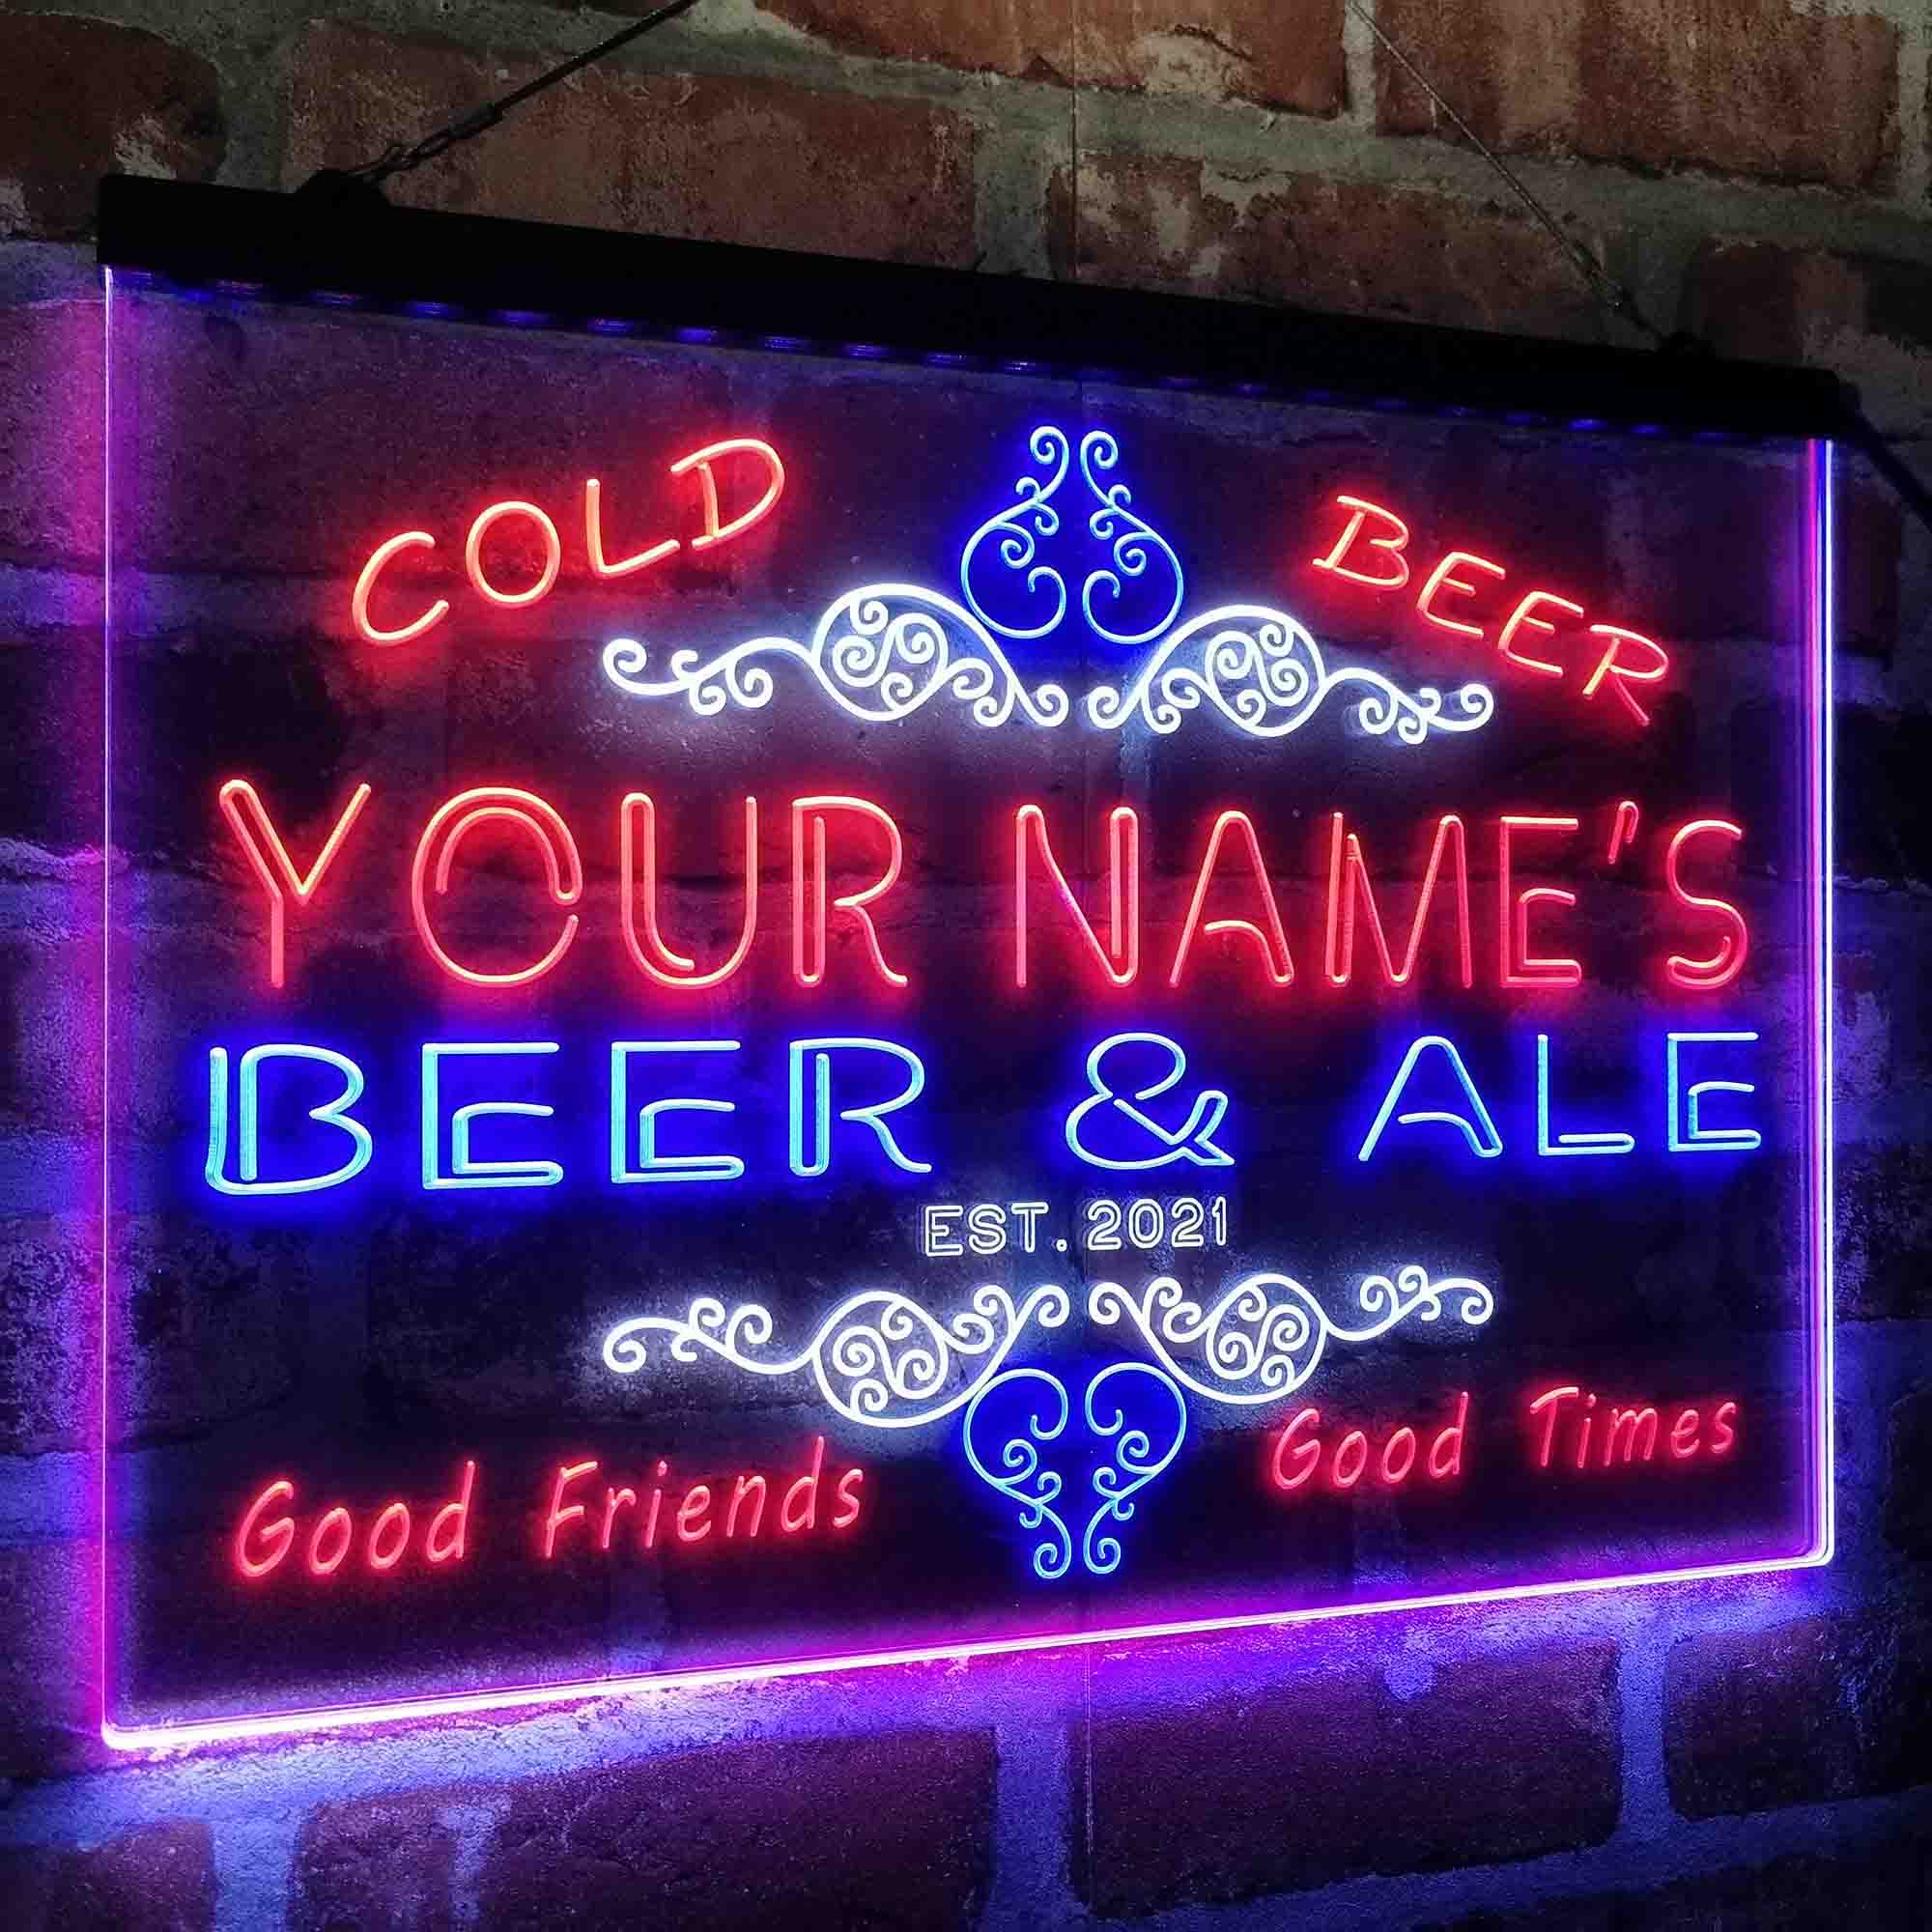 COLD BEER
YOUR NAME'S
BEER & ALE
EST. 2021
Good Friends Good Times